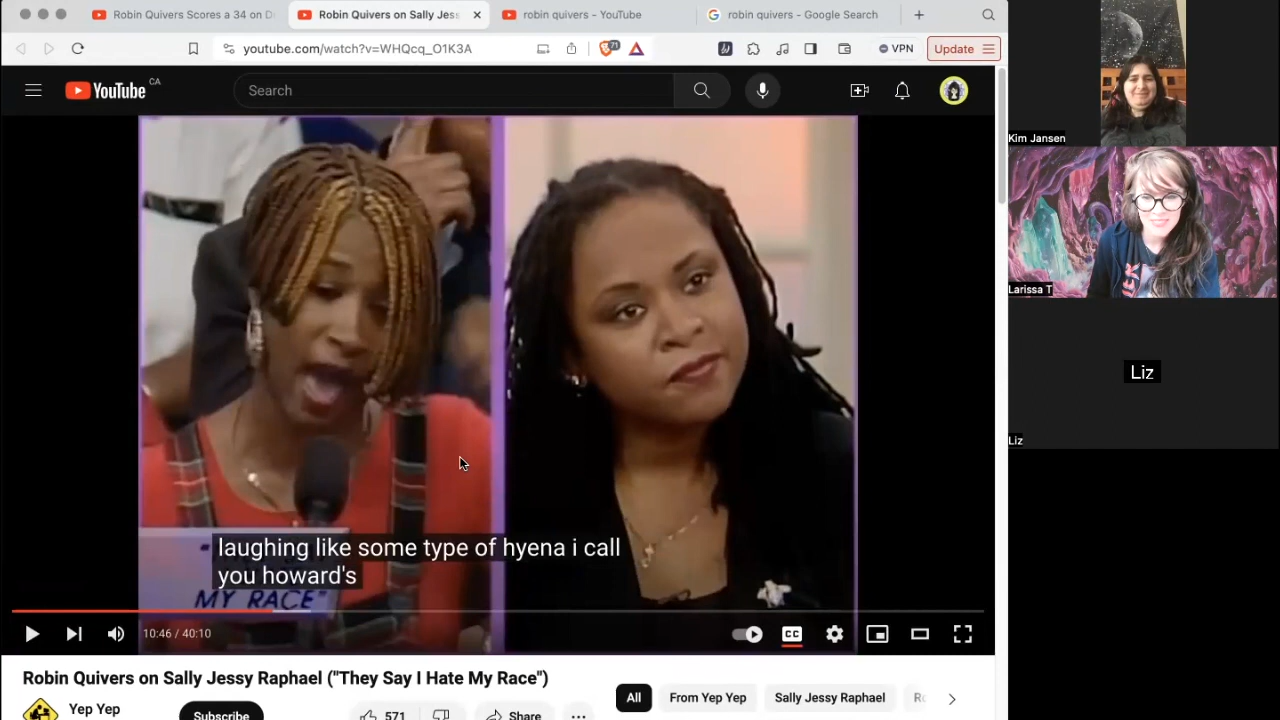 Robin Quivers Scores a 34 on D
Robin Quivers on Sally Jess
robin quivers - YouTube
robin quivers - Google Search
youtube.com/watch?v=WHQcq_O1K3A
71
VPN
Update
YouTube CA
Search
MY RACE"
laughing like some type of hyena i call
you howard's
10:46 / 40:10
CC
Robin Quivers on Sally Jessy Raphael ("They Say I Hate My Race")
Yep Yep
Subscribe
571
Share
All
From Yep Yep
Sally Jessy Raphael
Kim Jansen
Larissa T
Liz
Liz